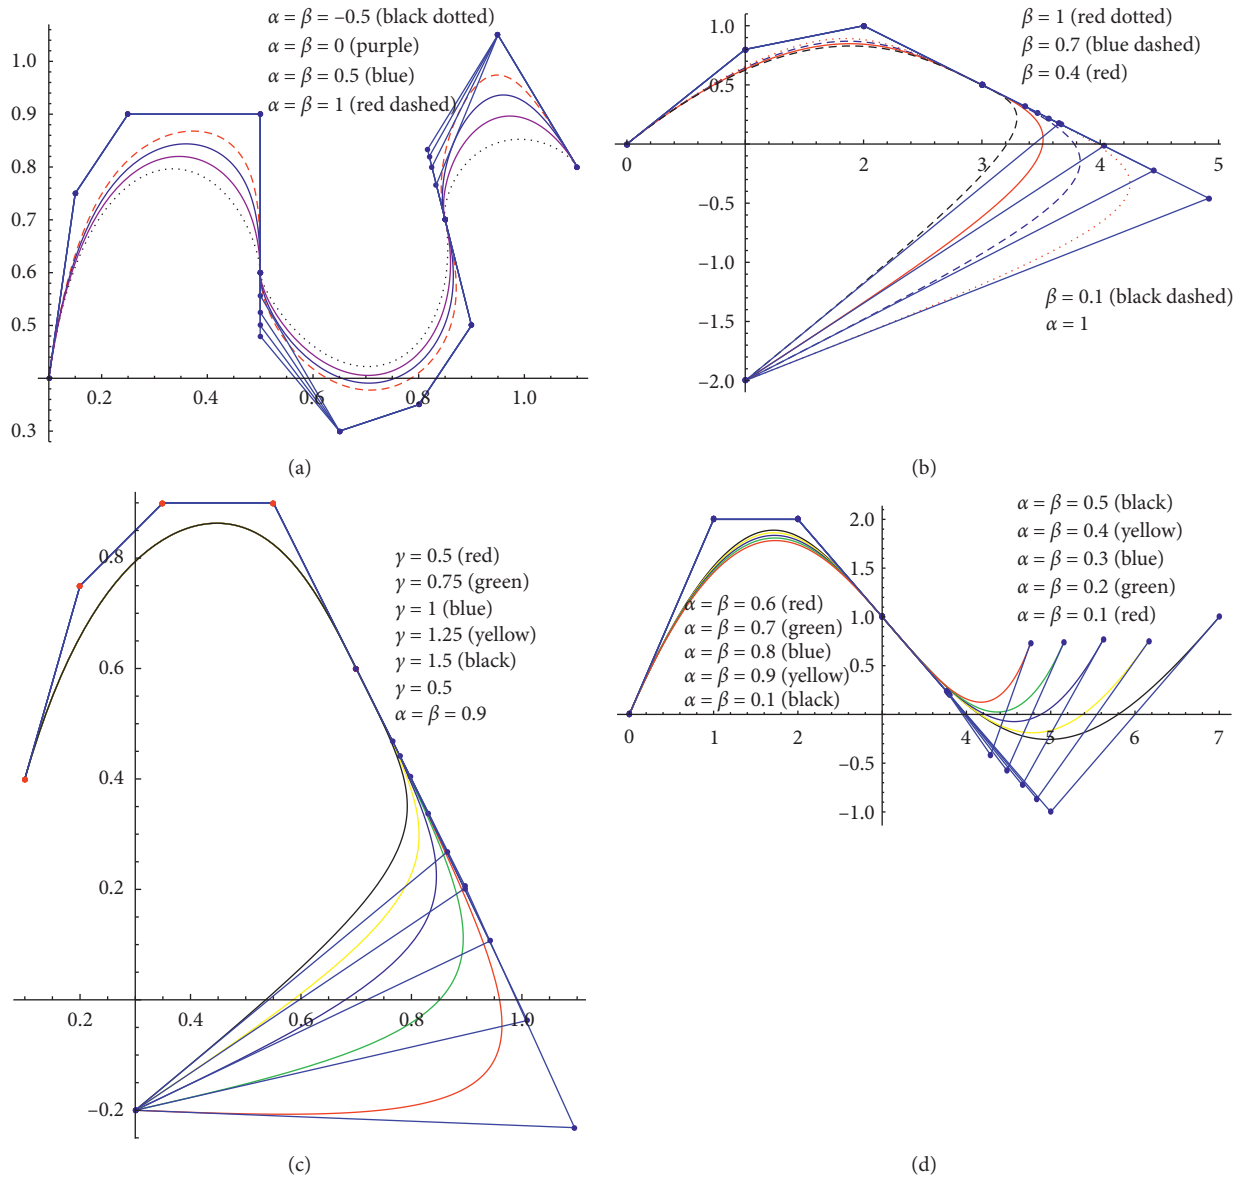 α = β = –0.5 (black dotted)
α = β = 0 (purple)
α = β = 0.5 (blue)
α = β = 1 (red dashed)
1.0
0.9
0.8
0.7
0.6
0.5
0.3
0.2
0.4
0.6
0.8
1.0
(a)
β = 1 (red dotted)
β = 0.7 (blue dashed)
β = 0.4 (red)
1.0
0.5
0
2
3
4
5
–0.5
–1.0
–1.5
–2.0
β = 0.1 (black dashed)
α = 1
(b)
γ = 0.5 (red)
γ = 0.75 (green)
γ = 1 (blue)
γ = 1.25 (yellow)
γ = 1.5 (black)
γ = 0.5
α = β = 0.9
0.8
0.6
0.4
0.2
–0.2
0.2
0.4
0.6
0.8
1.0
(c)
α = β = 0.5 (black)
α = β = 0.4 (yellow)
α = β = 0.3 (blue)
α = β = 0.2 (green)
α = β = 0.1 (red)
α = β = 0.6 (red)
α = β = 0.7 (green)
α = β = 0.8 (blue)
α = β = 0.9 (yellow)
α = β = 0.1 (black)
2.0
1.5
1.0
0.5
–0.5
–1.0
0
1
2
4
5
6
7
(d)